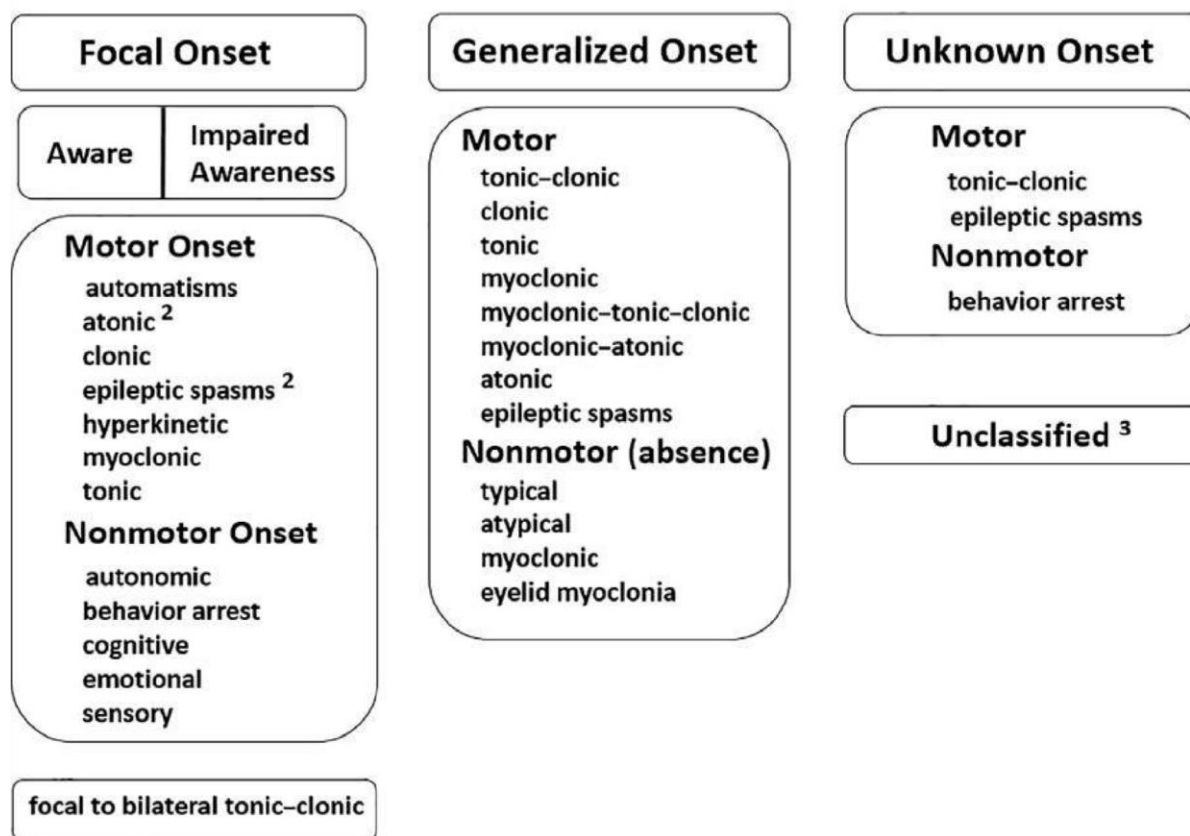 Focal Onset
Aware
Impaired
Awareness
Motor Onset
automatisms
atonic 2
clonic
epileptic spasms 2
hyperkinetic
myoclonic
tonic
Nonmotor Onset
autonomic
behavior arrest
cognitive
emotional
sensory
focal to bilateral tonic–clonic
Generalized Onset
Motor
tonic–clonic
clonic
tonic
myoclonic
myoclonic–tonic–clonic
myoclonic–atonic
atonic
epileptic spasms
Nonmotor (absence)
typical
atypical
myoclonic
eyelid myoclonia
Unknown Onset
Motor
tonic–clonic
epileptic spasms
Nonmotor
behavior arrest
Unclassified 3